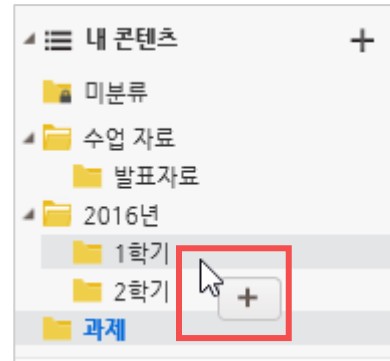 내 콘텐츠 +
미분류
수업 자료
발표자료
2016년
1학기
2학기 +
과제